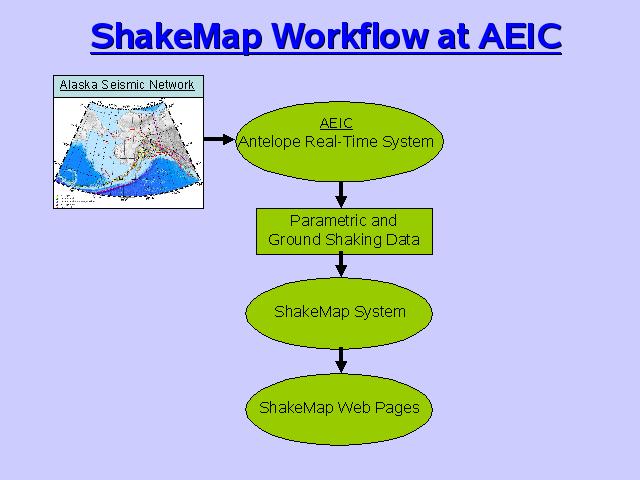 ShakeMap Workflow at AEIC
Alaska Seismic Network
AEIC
Antelope Real-Time System
Parametric and
Ground Shaking Data
ShakeMap System
ShakeMap Web Pages